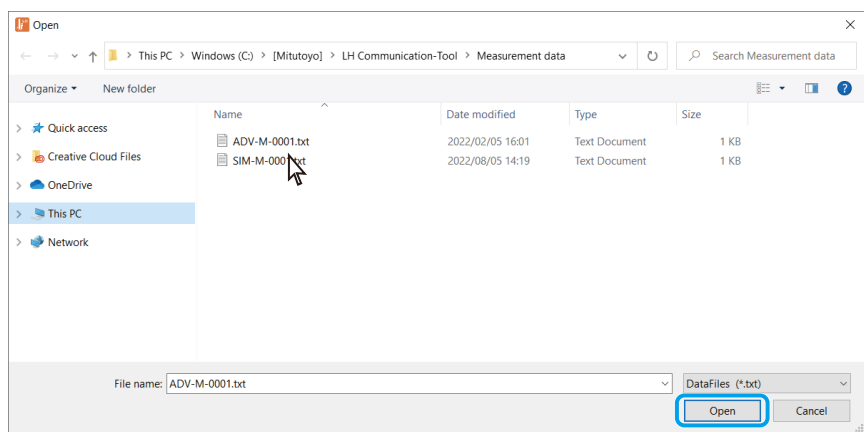 Open
This PC > Windows (C:) > [Mitutoyo] > LH Communication-Tool > Measurement data
Search Measurement data
Organize New folder
Name Date modified Type Size
ADV-M-0001.txt 2022/02/05 16:01 Text Document 1 KB
SIM-M-0001.txt 2022/08/05 14:19 Text Document 1 KB
Quick access
Creative Cloud Files
OneDrive
This PC
Network
File name: ADV-M-0001.txt DataFiles (*.txt)
Open Cancel